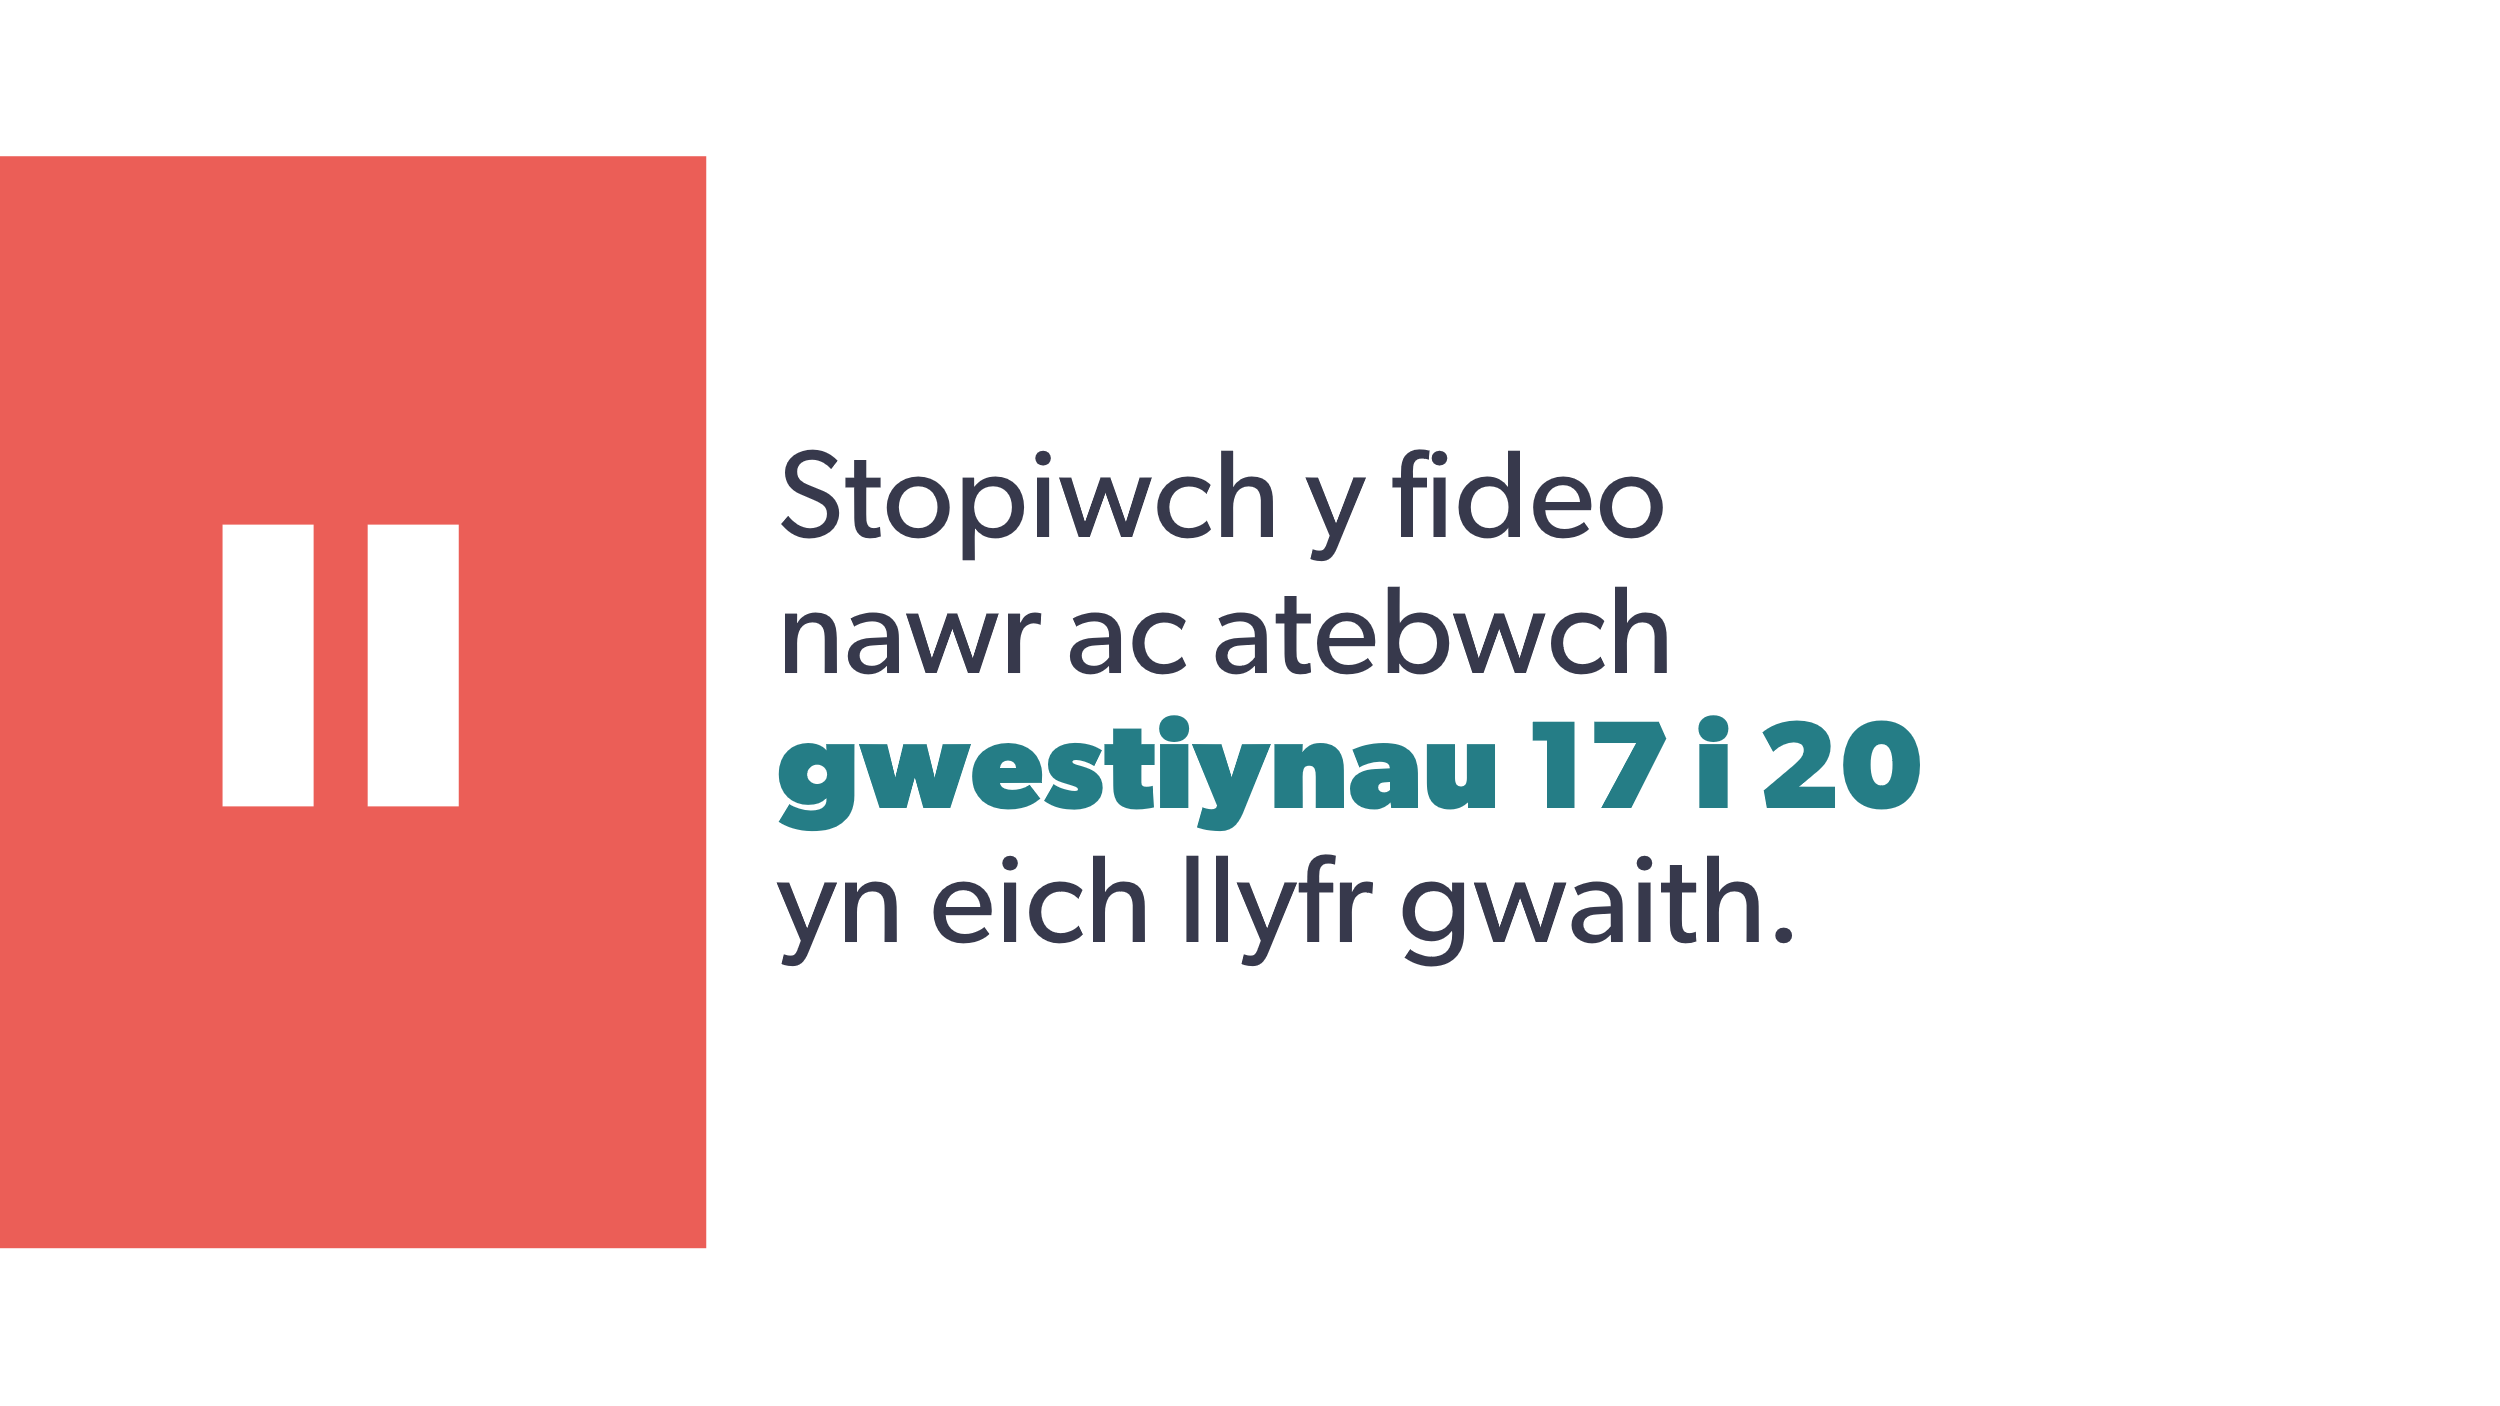 Stopiwch y fideo
nawr ac atebwch
gwestiynau 17 i 20
yn eich llyfr gwaith.